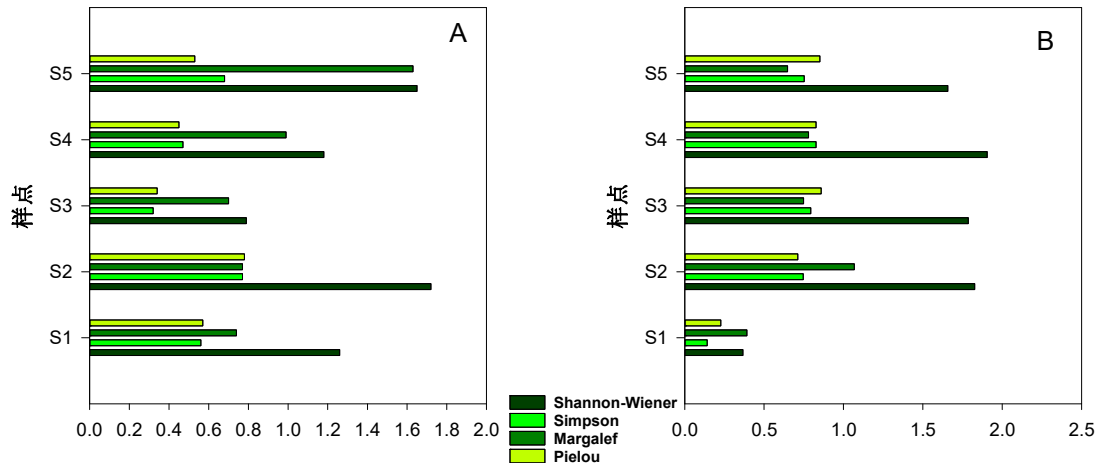 A
S5
S4
S3
S2
S1
样点
0.0 0.2 0.4 0.6 0.8 1.0 1.2 1.4 1.6 1.8 2.0
B
S5
S4
S3
S2
S1
样点
0.0 0.5 1.0 1.5 2.0 2.5
Shannon-Wiener
Simpson
Margalef
Pielou